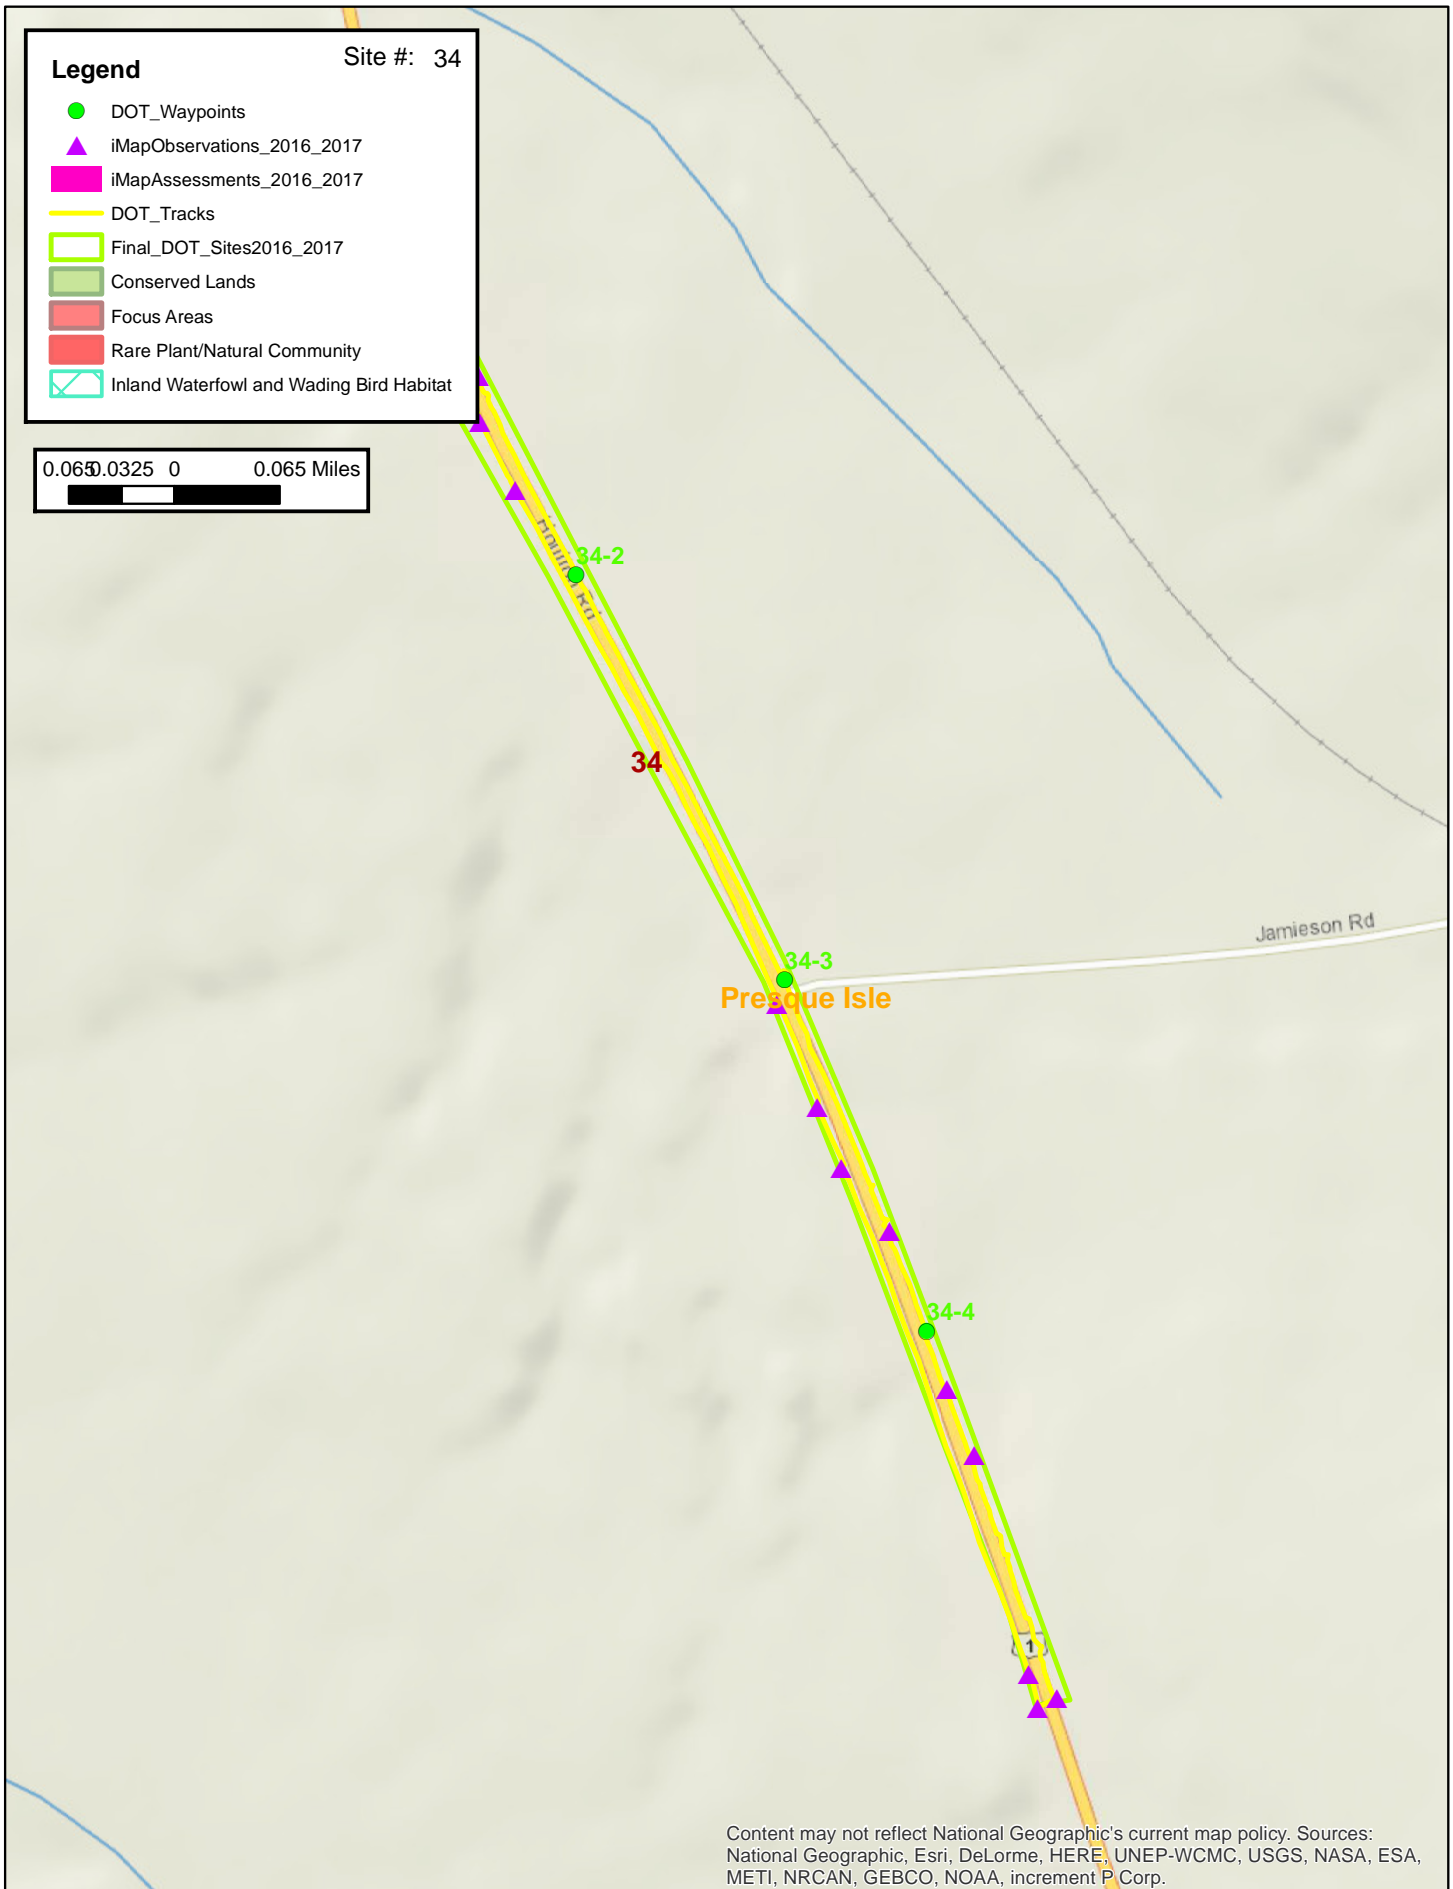 Legend
Site #: 34
DOT_Waypoints
iMapObservations_2016_2017
iMapAssessments_2016_2017
DOT_Tracks
Final_DOT_Sites2016_2017
Conserved Lands
Focus Areas
Rare Plant/Natural Community
Inland Waterfowl and Wading Bird Habitat
0.065 0.0325 0 0.065 Miles
34-2
34
Jamieson Rd
34-3
Presque Isle
34-4
1
Content may not reflect National Geographic's current map policy. Sources:
National Geographic, Esri, DeLorme, HERE, UNEP-WCMC, USGS, NASA, ESA,
METI, NRCAN, GEBCO, NOAA, increment P Corp.